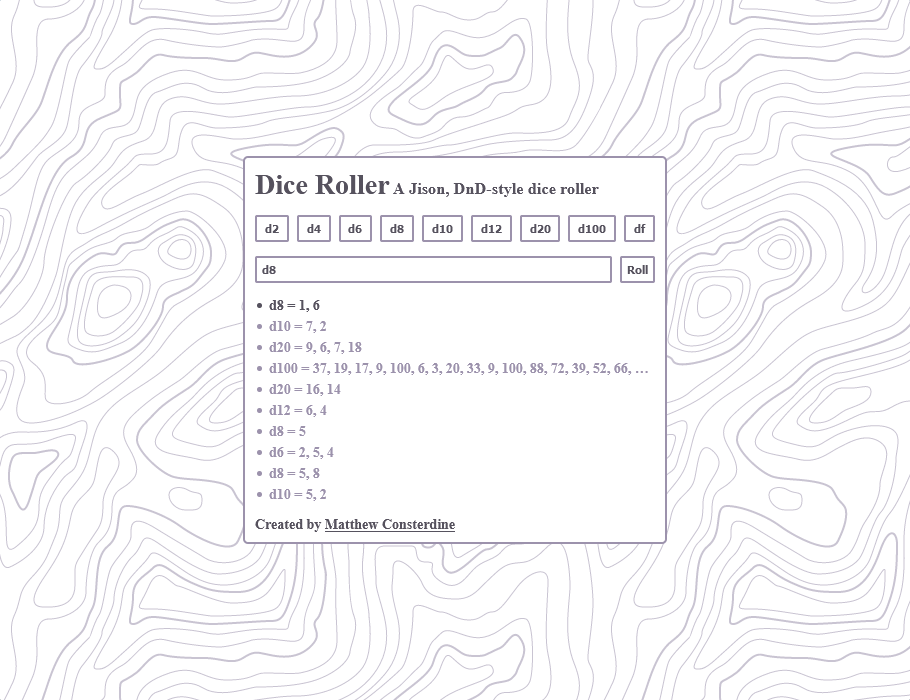 Dice Roller A Jison, DnD-style dice roller
d2 d4 d6 d8 d10 d12 d20 d100 df
d8 Roll
d8 = 1, 6
d10 = 7, 2
d20 = 9, 6, 7, 18
d100 = 37, 19, 17, 9, 100, 6, 3, 20, 33, 9, 100, 88, 72, 39, 52, 66, …
d20 = 16, 14
d12 = 6, 4
d8 = 5
d6 = 2, 5, 4
d8 = 5, 8
d10 = 5, 2
Created by Matthew Consterdine